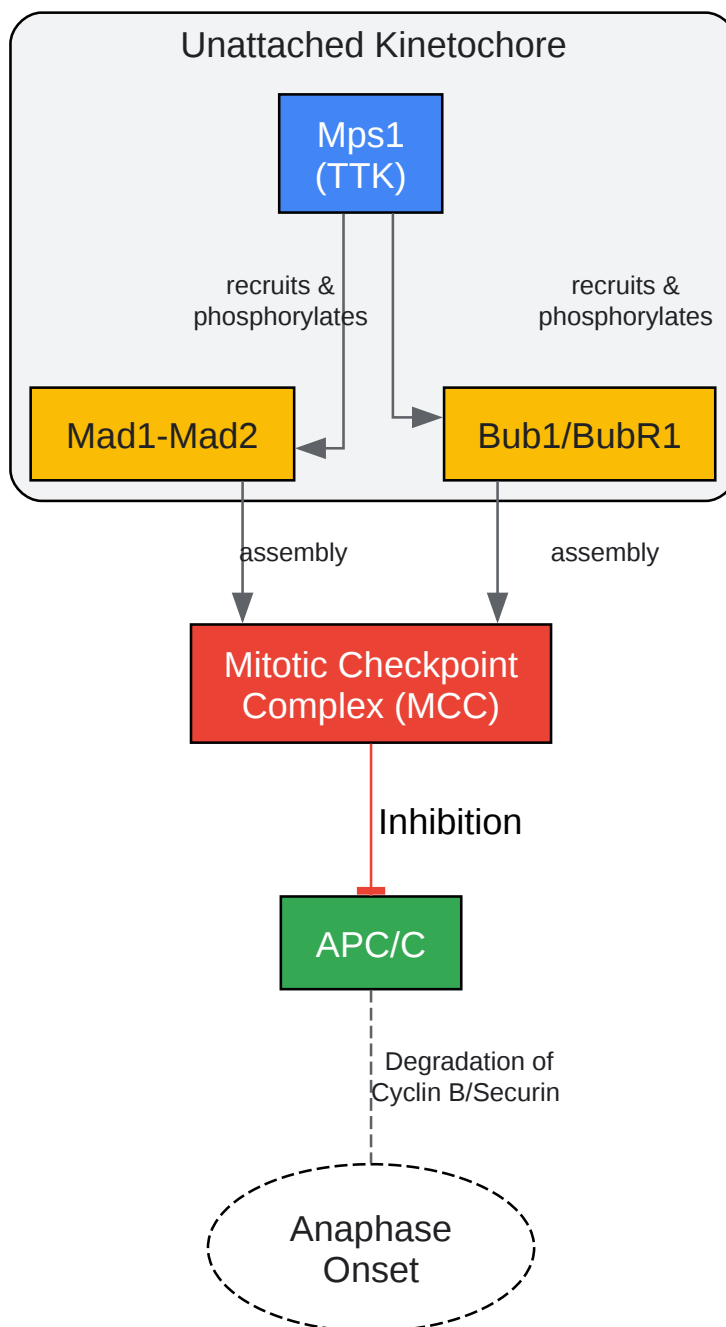 Unattached Kinetochore
Mps1
(TTK)
recruits &
phosphorylates
recruits &
phosphorylates
Mad1-Mad2
Bub1/BubR1
assembly
assembly
Mitotic Checkpoint
Complex (MCC)
Inhibition
APC/C
Degradation of
Cyclin B/Securin
Anaphase
Onset